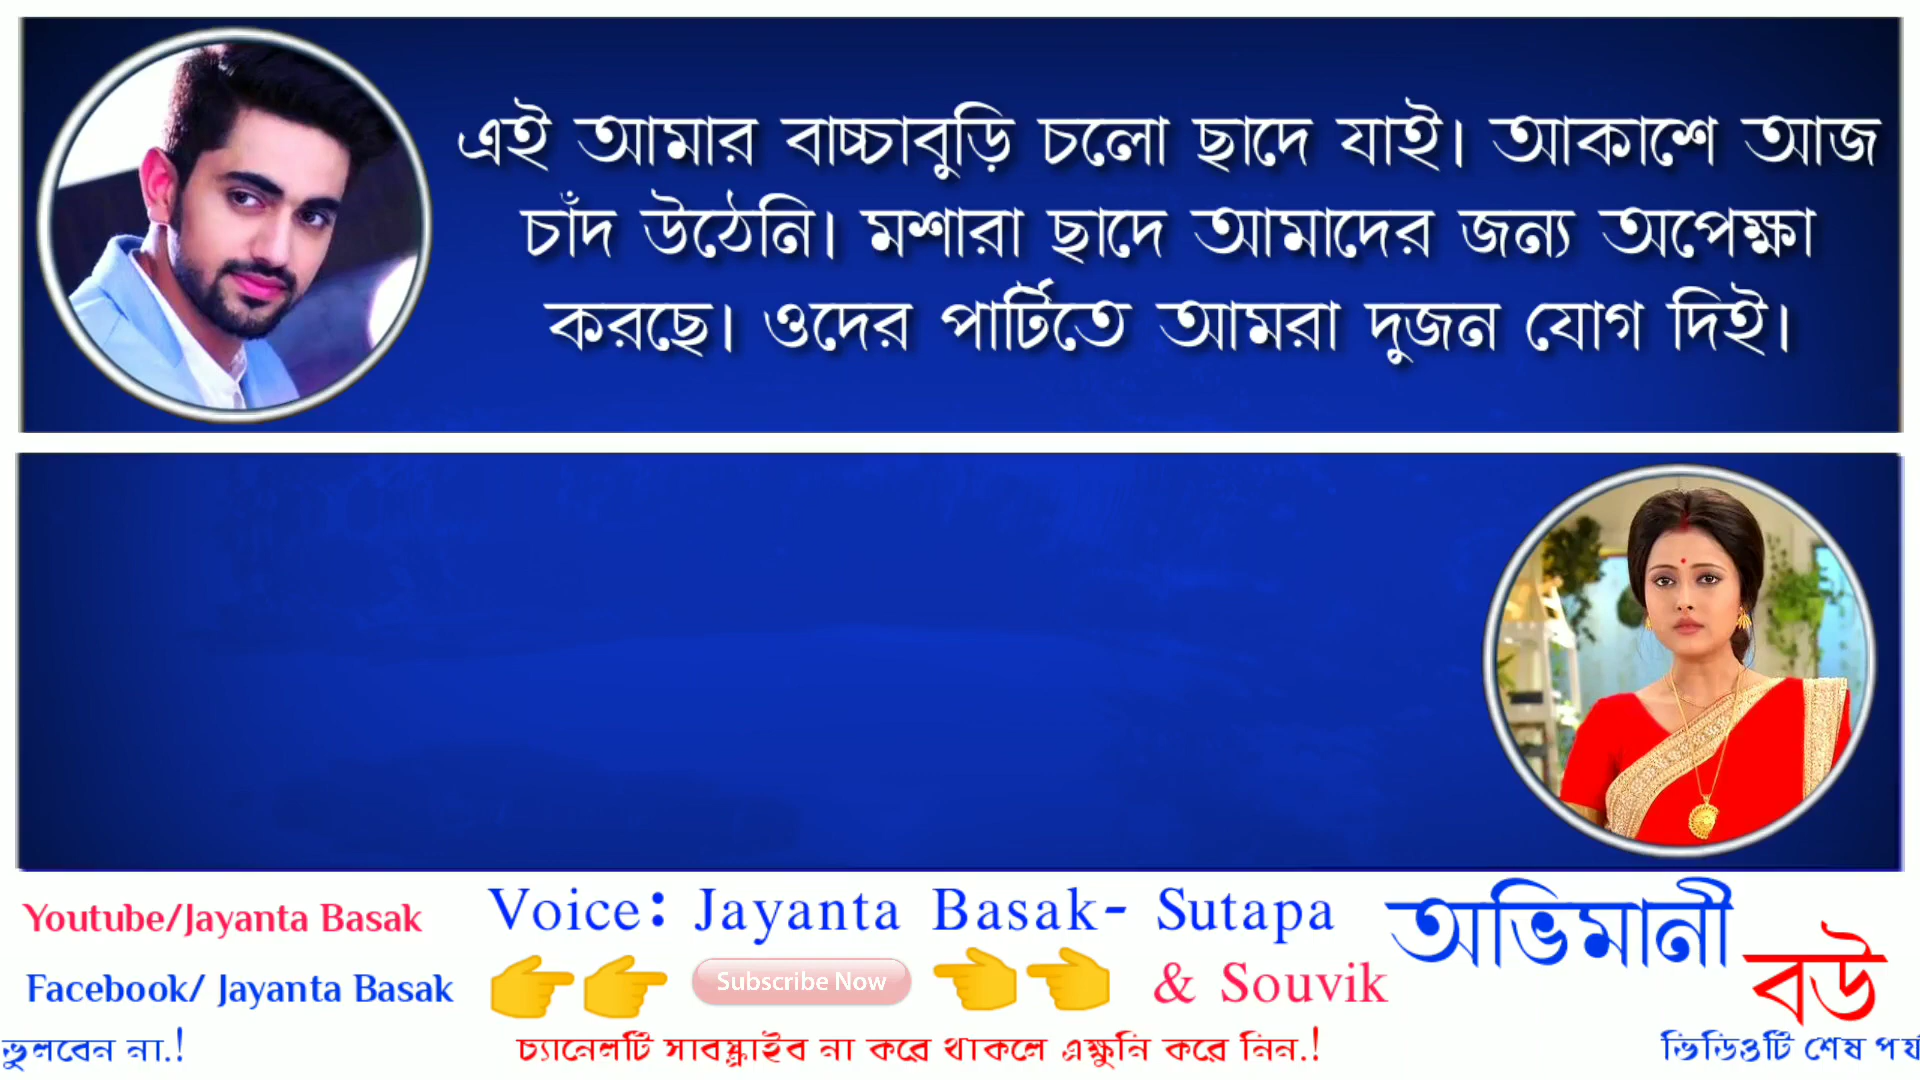 এই আমার বাচ্চাবুড়ি চলো ছাদে যাই। আকাশে আজ
চাঁদ উঠেনি। মশারা ছাদে আমাদের জন্য অপেক্ষা
করছে। ওদের পার্টিতে আমরা দুজন যোগ দিই।
Youtube/Jayanta Basak
Facebook/ Jayanta Basak
Voice: Jayanta Basak- Sutapa
& Souvik
Subscribe Now
অভিমানী
বউ
ভুলবেন না.! চ্যানেলটি সাবস্ক্রাইব না করে থাকলে এক্ষুনি করে নিন.! ভিডিওটি শেষ পর্য